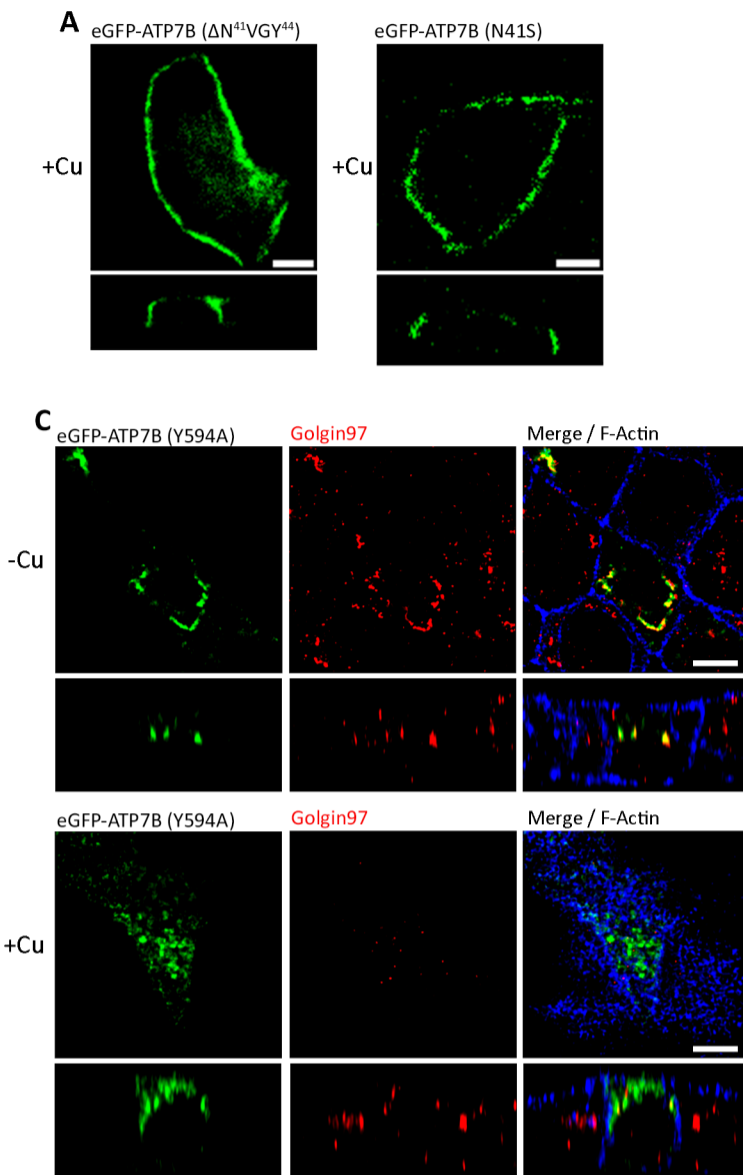 A
eGFP-ATP7B (ΔN⁴¹VGY⁴⁴) eGFP-ATP7B (N41S)
+Cu +Cu
C
eGFP-ATP7B (Y594A) Golgin97 Merge / F-Actin
-Cu
eGFP-ATP7B (Y594A) Golgin97 Merge / F-Actin
+Cu